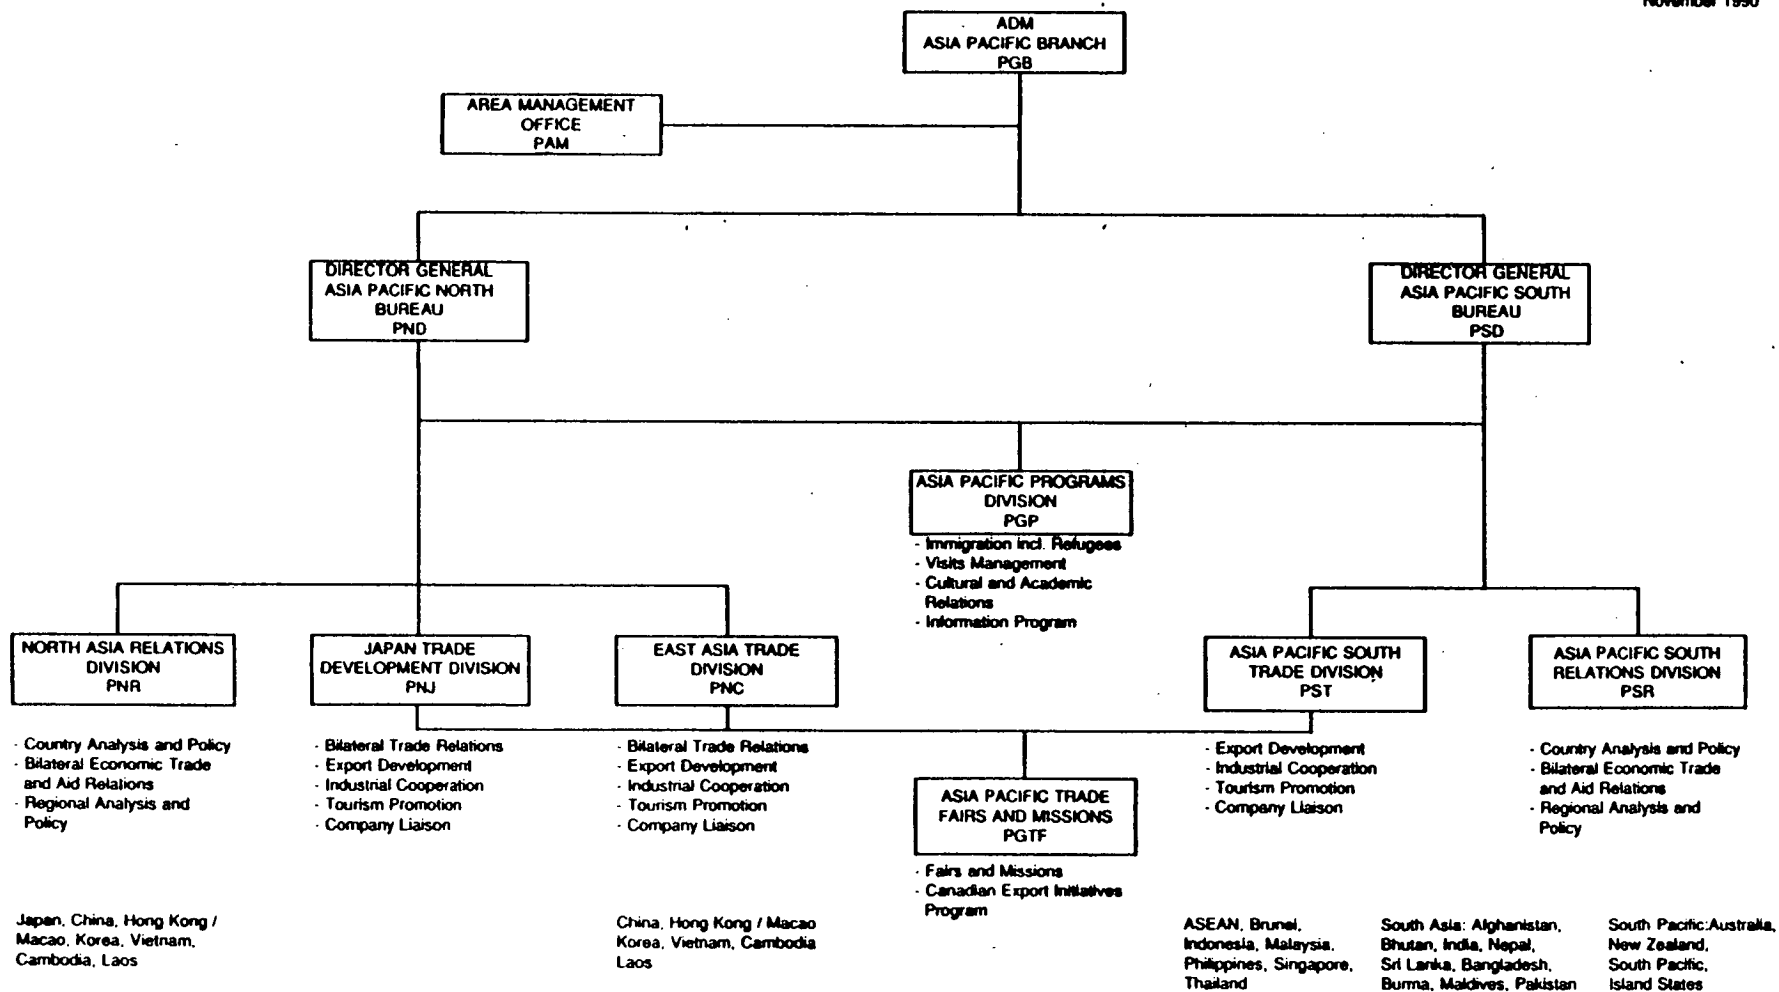 November 1990
ADM
ASIA PACIFIC BRANCH
PGB
AREA MANAGEMENT
OFFICE
PAM
DIRECTOR GENERAL
ASIA PACIFIC NORTH
BUREAU
PND
DIRECTOR GENERAL
ASIA PACIFIC SOUTH
BUREAU
PSD
ASIA PACIFIC PROGRAMS
DIVISION
PGP
- Immigration incl. Refugees
- Visits Management
- Cultural and Academic
Relations
- Information Program
NORTH ASIA RELATIONS
DIVISION
PNR
- Country Analysis and Policy
- Bilateral Economic Trade
and Aid Relations
- Regional Analysis and
Policy
JAPAN TRADE
DEVELOPMENT DIVISION
PNJ
- Bilateral Trade Relations
- Export Development
- Industrial Cooperation
- Tourism Promotion
- Company Liaison
EAST ASIA TRADE
DIVISION
PNC
- Bilateral Trade Relations
- Export Development
- Industrial Cooperation
- Tourism Promotion
- Company Liaison
ASIA PACIFIC TRADE
FAIRS AND MISSIONS
PGTF
- Fairs and Missions
- Canadian Export Initiatives
Program
ASIA PACIFIC SOUTH
TRADE DIVISION
PST
- Export Development
- Industrial Cooperation
- Tourism Promotion
- Company Liaison
ASIA PACIFIC SOUTH
RELATIONS DIVISION
PSR
- Country Analysis and Policy
- Bilateral Economic Trade
and Aid Relations
- Regional Analysis and
Policy
Japan, China, Hong Kong /
Macao, Korea, Vietnam,
Cambodia, Laos
China, Hong Kong / Macao
Korea, Vietnam, Cambodia
Laos
ASEAN, Brunei,
Indonesia, Malaysia,
Philippines, Singapore,
Thailand
South Asia: Afghanistan,
Bhutan, India, Nepal,
Sri Lanka, Bangladesh,
Burma, Maldives, Pakistan
South Pacific:Australia,
New Zealand,
South Pacific,
Island States